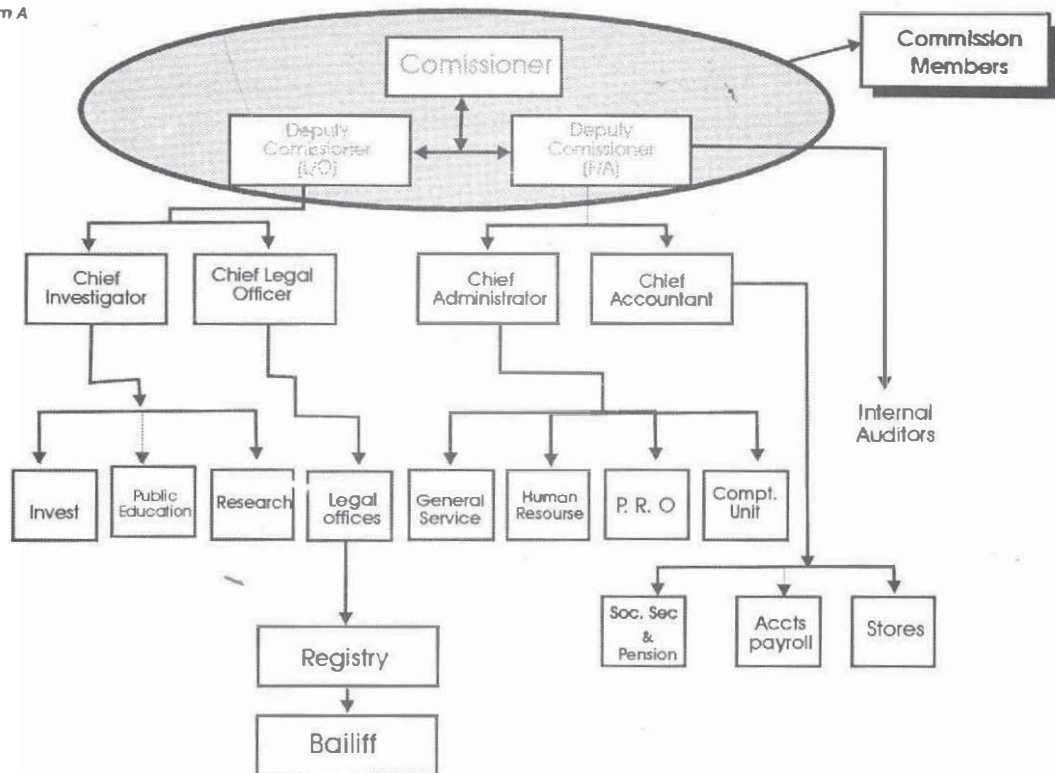 m A
Commission
Members
Comissioner
Deputy
Comissioner
(L/O)
Deputy
Comissioner
(F/A)
Chief
Investigator
Chief Legal
Officer
Chief
Administrator
Chief
Accountant
Internal
Auditors
Invest
Public
Education
Research
Legal
offices
General
Service
Human
Resourse
P. R. O
Compt.
Unit
Soc. Sec
&
Pension
Accts
payroll
Stores
Registry
Bailiff